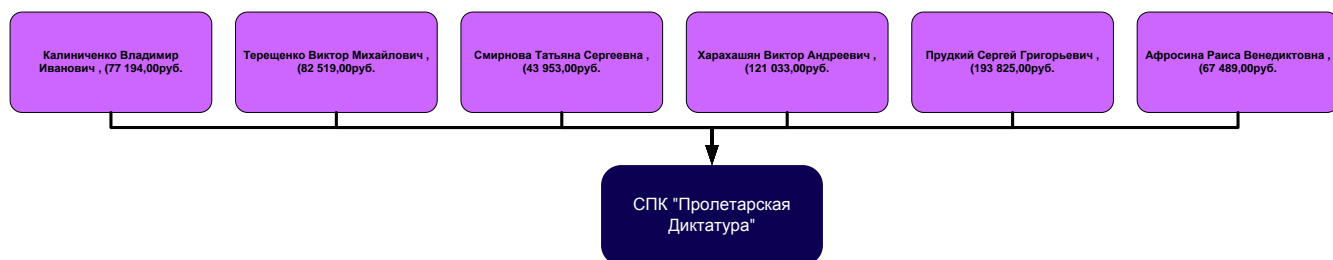 Калиниченко Владимир
Иванович , (77 194,00руб.
Терещенко Виктор Михайлович ,
(82 519,00руб.
Смирнова Татьяна Сергеевна ,
(43 953,00руб.
Харахашян Виктор Андреевич ,
(121 033,00руб.
Прудкий Сергей Григорьевич ,
(193 825,00руб.
Афросина Раиса Венедиктовна ,
(67 489,00руб.
СПК "Пролетарская
Диктатура"